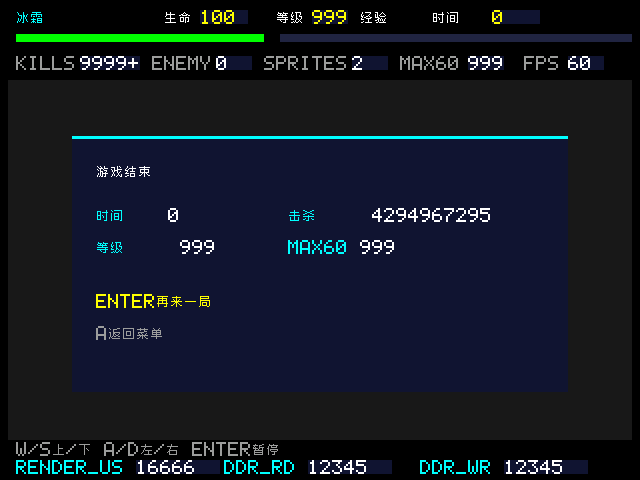 冰霜 生命 100 等级 999 经验 时间 0
KILLS 9999+ ENEMY 0 SPRITES 2 MAX60 999 FPS 60
游戏结束
时间 0 击杀 4294967295
等级 999 MAX60 999
ENTER再来一局
A返回菜单
W/S上/下 A/D左/右 ENTER暂停
RENDER_US 16666 DDR_RD 12345 DDR_WR 12345